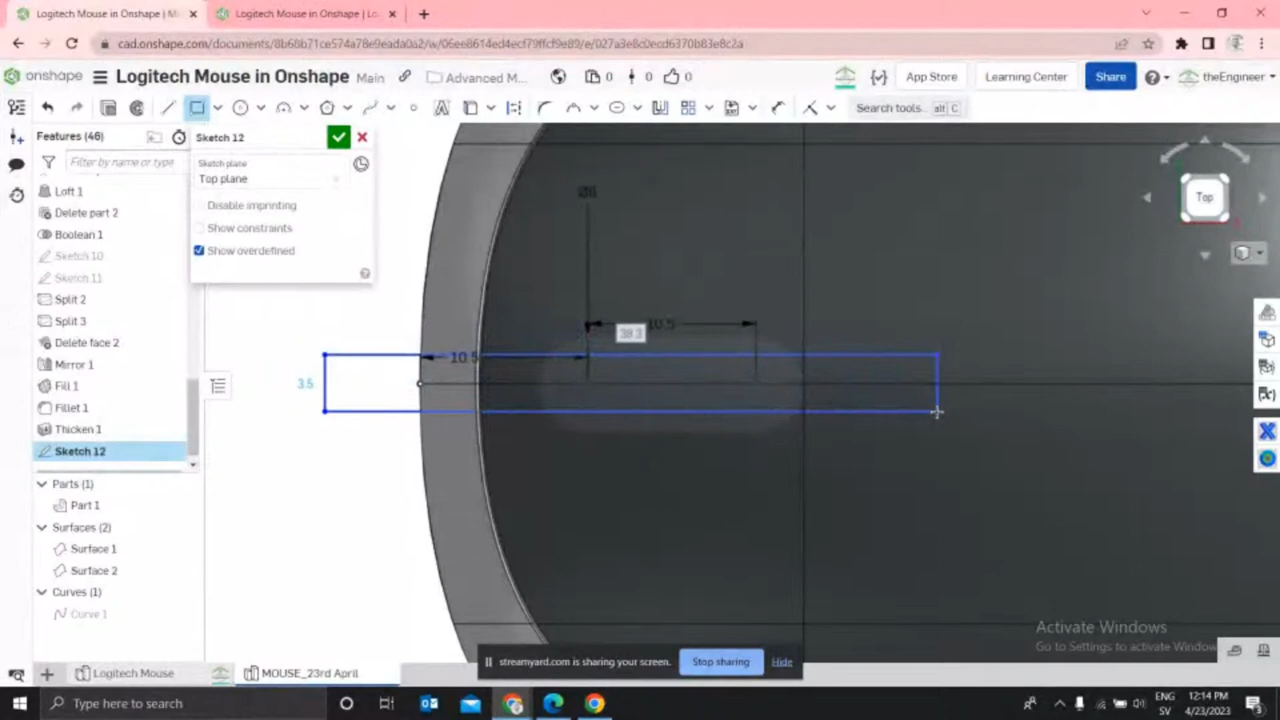 Logitech Mouse in Onshape | M
Logitech Mouse in Onshape | Lo
cad.onshape.com/documents/8b68b71ce574a78e9eada0a2/w/06ee8614ed4ecf79ffcf9e89/e/027a3e8c0ecd6370b83e8c2a
onshape
Logitech Mouse in Onshape
Main
Advanced M...
0
0
0
App Store
Learning Center
Share
theEngineer
Search tools...
alt C
Features (46)
Filter by name or type
Loft 1
Delete part 2
Boolean 1
Sketch 10
Sketch 11
Split 2
Split 3
Delete face 2
Mirror 1
Fill 1
Fillet 1
Thicken 1
Sketch 12
Parts (1)
Part 1
Surfaces (2)
Surface 1
Surface 2
Curves (1)
Curve 1
Sketch 12
Sketch plane
Top plane
Disable imprinting
Show constraints
Show overdefined
10.5
38.3
10.5
3.5
Top
Activate Windows
Go to Settings to activate Window
streamyard.com is sharing your screen.
Stop sharing
Hide
Logitech Mouse
MOUSE_23rd April
Type here to search
ENG
SV
12:14 PM
4/23/2023